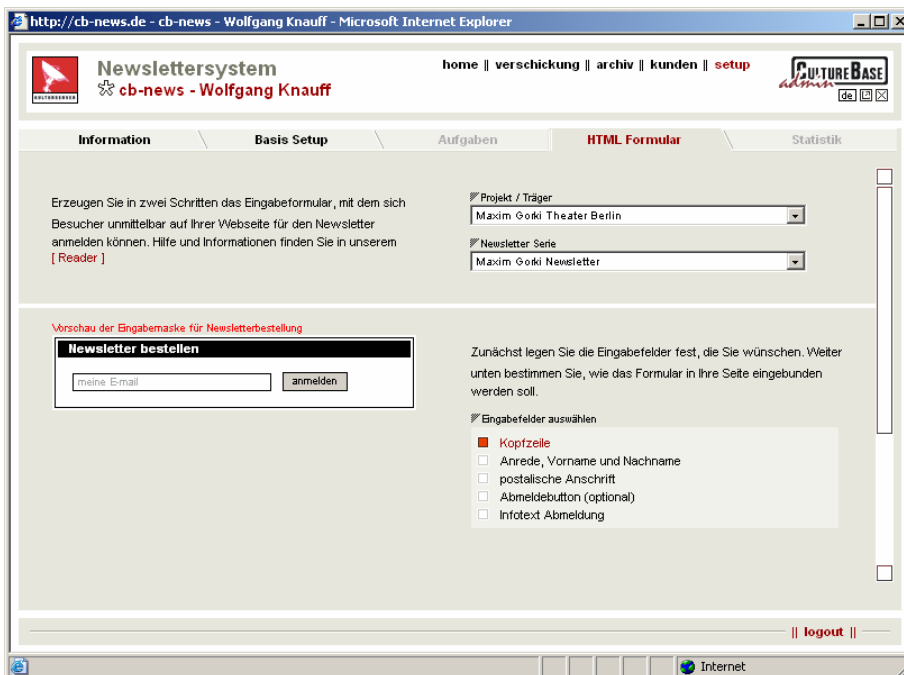 http://cb-news.de - cb-news - Wolfgang Knauff - Microsoft Internet Explorer
KULTURSERVER
Newslettersystem
cb-news - Wolfgang Knauff
home || verschickung || archiv || kunden || setup
CULTUREBASE
admin
de
Information
Basis Setup
Aufgaben
HTML Formular
Statistik
Erzeugen Sie in zwei Schritten das Eingabeformular, mit dem sich
Besucher unmittelbar auf Ihrer Webseite für den Newsletter
anmelden können. Hilfe und Informationen finden Sie in unserem
[ Reader ]
Projekt / Träger
Maxim Gorki Theater Berlin
Newsletter Serie
Maxim Gorki Newsletter
Vorschau der Eingabemaske für Newsletterbestellung
Newsletter bestellen
meine E-mail
anmelden
Zunächst legen Sie die Eingabefelder fest, die Sie wünschen. Weiter
unten bestimmen Sie, wie das Formular in Ihre Seite eingebunden
werden soll.
Eingabefelder auswählen
Kopfzeile
Anrede, Vorname und Nachname
postalische Anschrift
Abmeldebutton (optional)
Infotext Abmeldung
|| logout ||
Internet